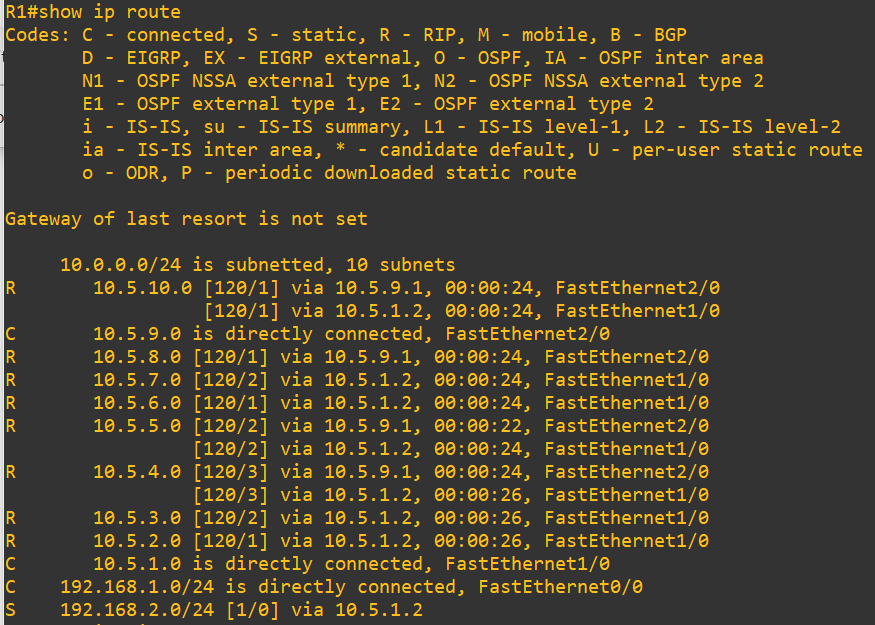 R1#show ip route
Codes: C - connected, S - static, R - RIP, M - mobile, B - BGP
       D - EIGRP, EX - EIGRP external, O - OSPF, IA - OSPF inter area
       N1 - OSPF NSSA external type 1, N2 - OSPF NSSA external type 2
       E1 - OSPF external type 1, E2 - OSPF external type 2
       i - IS-IS, su - IS-IS summary, L1 - IS-IS level-1, L2 - IS-IS level-2
       ia - IS-IS inter area, * - candidate default, U - per-user static route
       o - ODR, P - periodic downloaded static route

Gateway of last resort is not set

     10.0.0.0/24 is subnetted, 10 subnets
R       10.5.10.0 [120/1] via 10.5.9.1, 00:00:24, FastEthernet2/0
                  [120/1] via 10.5.1.2, 00:00:24, FastEthernet1/0
C       10.5.9.0 is directly connected, FastEthernet2/0
R       10.5.8.0 [120/1] via 10.5.9.1, 00:00:24, FastEthernet2/0
R       10.5.7.0 [120/2] via 10.5.1.2, 00:00:24, FastEthernet1/0
R       10.5.6.0 [120/1] via 10.5.1.2, 00:00:24, FastEthernet1/0
R       10.5.5.0 [120/2] via 10.5.9.1, 00:00:22, FastEthernet2/0
                 [120/2] via 10.5.1.2, 00:00:24, FastEthernet1/0
R       10.5.4.0 [120/3] via 10.5.9.1, 00:00:24, FastEthernet2/0
                 [120/3] via 10.5.1.2, 00:00:26, FastEthernet1/0
R       10.5.3.0 [120/2] via 10.5.1.2, 00:00:26, FastEthernet1/0
R       10.5.2.0 [120/1] via 10.5.1.2, 00:00:26, FastEthernet1/0
C       10.5.1.0 is directly connected, FastEthernet1/0
C    192.168.1.0/24 is directly connected, FastEthernet0/0
S    192.168.2.0/24 [1/0] via 10.5.1.2